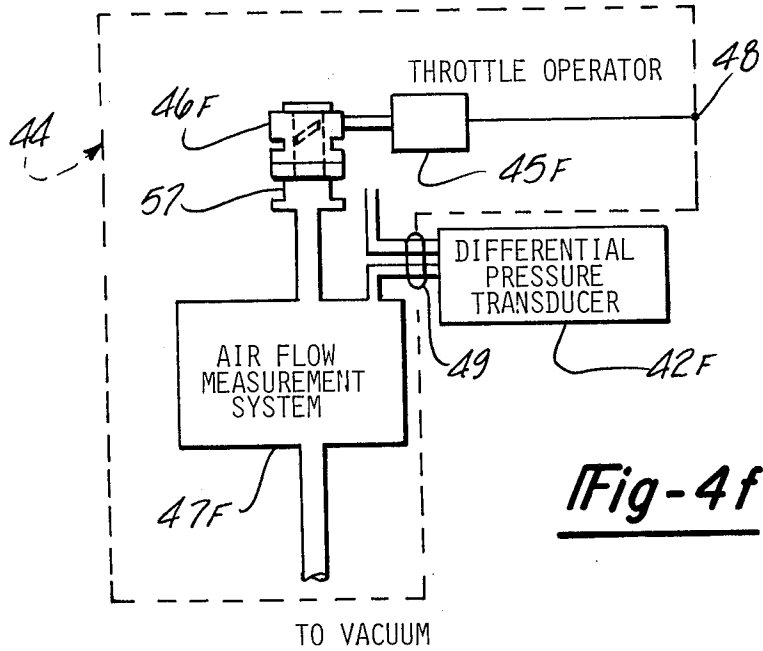 THROTTLE OPERATOR
48
46F
44
45F
57
DIFFERENTIAL
PRESSURE
TRANSDUCER
49
42F
AIR FLOW
MEASUREMENT
SYSTEM
47F
Fig-4f
TO VACUUM